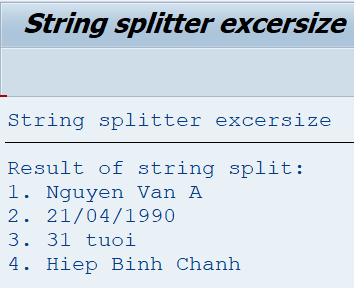 String splitter excersize
String splitter excersize
Result of string split:
1. Nguyen Van A
2. 21/04/1990
3. 31 tuoi
4. Hiep Binh Chanh